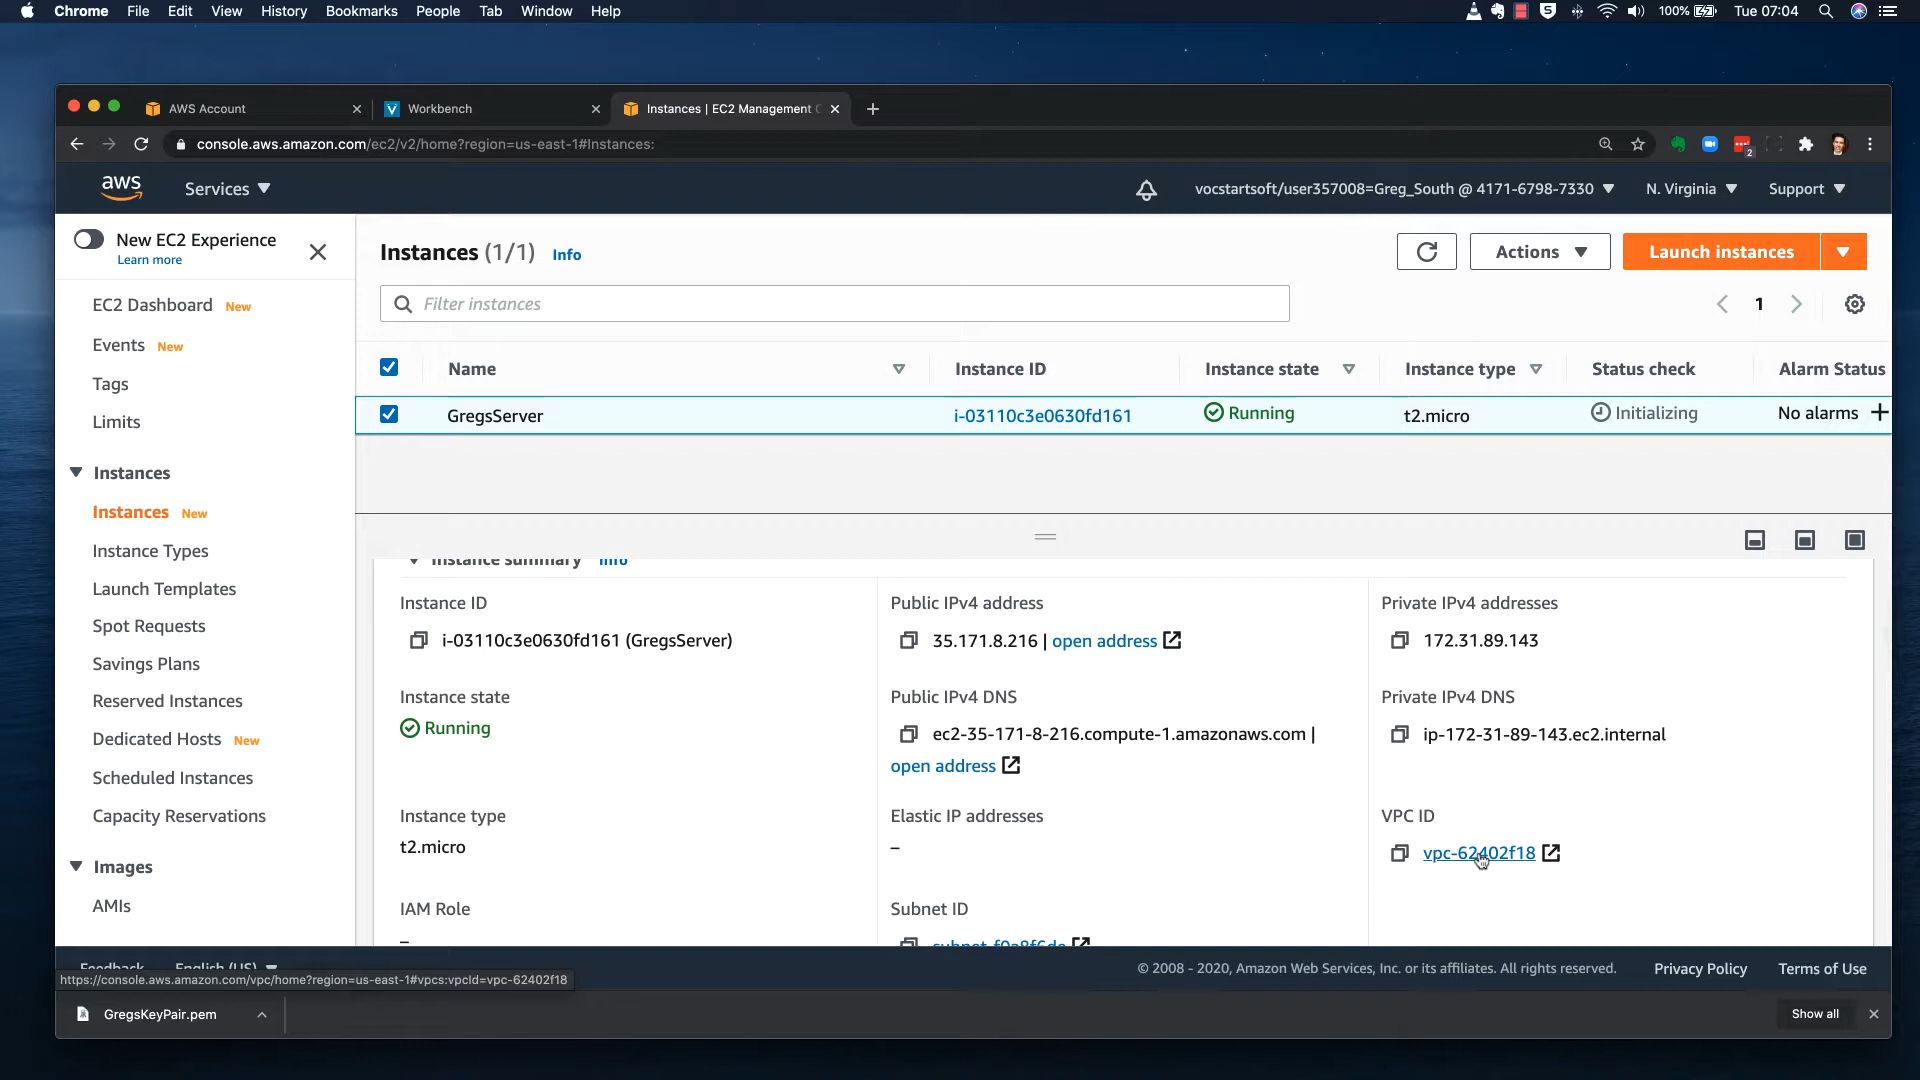 Chrome File Edit View History Bookmarks People Tab Window Help
100% Tue 07:04
AWS Account
Workbench
Instances | EC2 Management
console.aws.amazon.com/ec2/v2/home?region=us-east-1#Instances:
2
aws
Services
vocstartsoft/user357008=Greg_South @ 4171-6798-7330
N. Virginia
Support
New EC2 Experience
Learn more
EC2 Dashboard New
Events New
Tags
Limits
Instances
Instances New
Instance Types
Launch Templates
Spot Requests
Savings Plans
Reserved Instances
Dedicated Hosts New
Scheduled Instances
Capacity Reservations
Images
AMIs
Instances (1/1) Info
Actions
Launch instances
Filter instances
1
Name Instance ID Instance state Instance type Status check Alarm Status
GregsServer i-03110c3e0630fd161 Running t2.micro Initializing No alarms +
Instance summary Info
Instance ID
i-03110c3e0630fd161 (GregsServer)
Public IPv4 address
35.171.8.216 | open address
Private IPv4 addresses
172.31.89.143
Instance state
Running
Public IPv4 DNS
ec2-35-171-8-216.compute-1.amazonaws.com |
open address
Private IPv4 DNS
ip-172-31-89-143.ec2.internal
Instance type
t2.micro
Elastic IP addresses
–
VPC ID
vpc-62402f18
IAM Role
–
Subnet ID
Feedback English (US)
© 2008 - 2020, Amazon Web Services, Inc. or its affiliates. All rights reserved. Privacy Policy Terms of Use
https://console.aws.amazon.com/vpc/home?region=us-east-1#vpcs:vpcId=vpc-62402f18
GregsKeyPair.pem
Show all